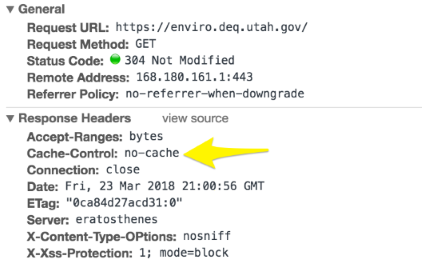 ▼ General
Request URL: https://enviro.deq.utah.gov/
Request Method: GET
Status Code: 304 Not Modified
Remote Address: 168.180.161.1:443
Referrer Policy: no-referrer-when-downgrade
▼ Response Headers view source
Accept-Ranges: bytes
Cache-Control: no-cache
Connection: close
Date: Fri, 23 Mar 2018 21:00:56 GMT
ETag: "0ca84d27acd31:0"
Server: eratosthenes
X-Content-Type-OPtions: nosniff
X-Xss-Protection: 1; mode=block